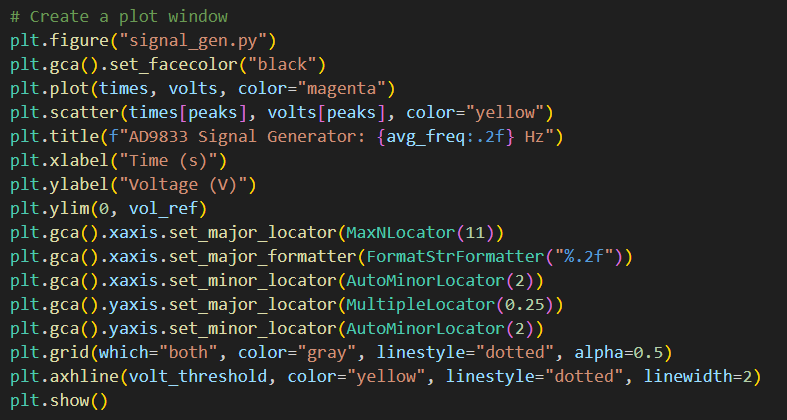 # Create a plot window
plt.figure("signal_gen.py")
plt.gca().set_facecolor("black")
plt.plot(times, volts, color="magenta")
plt.scatter(times[peaks], volts[peaks], color="yellow")
plt.title(f"AD9833 Signal Generator: {avg_freq:.2f} Hz")
plt.xlabel("Time (s)")
plt.ylabel("Voltage (V)")
plt.ylim(0, vol_ref)
plt.gca().xaxis.set_major_locator(MaxNLocator(11))
plt.gca().xaxis.set_major_formatter(FormatStrFormatter("%.2f"))
plt.gca().xaxis.set_minor_locator(AutoMinorLocator(2))
plt.gca().yaxis.set_major_locator(MultipleLocator(0.25))
plt.gca().yaxis.set_minor_locator(AutoMinorLocator(2))
plt.grid(which="both", color="gray", linestyle="dotted", alpha=0.5)
plt.axhline(volt_threshold, color="yellow", linestyle="dotted", linewidth=2)
plt.show()